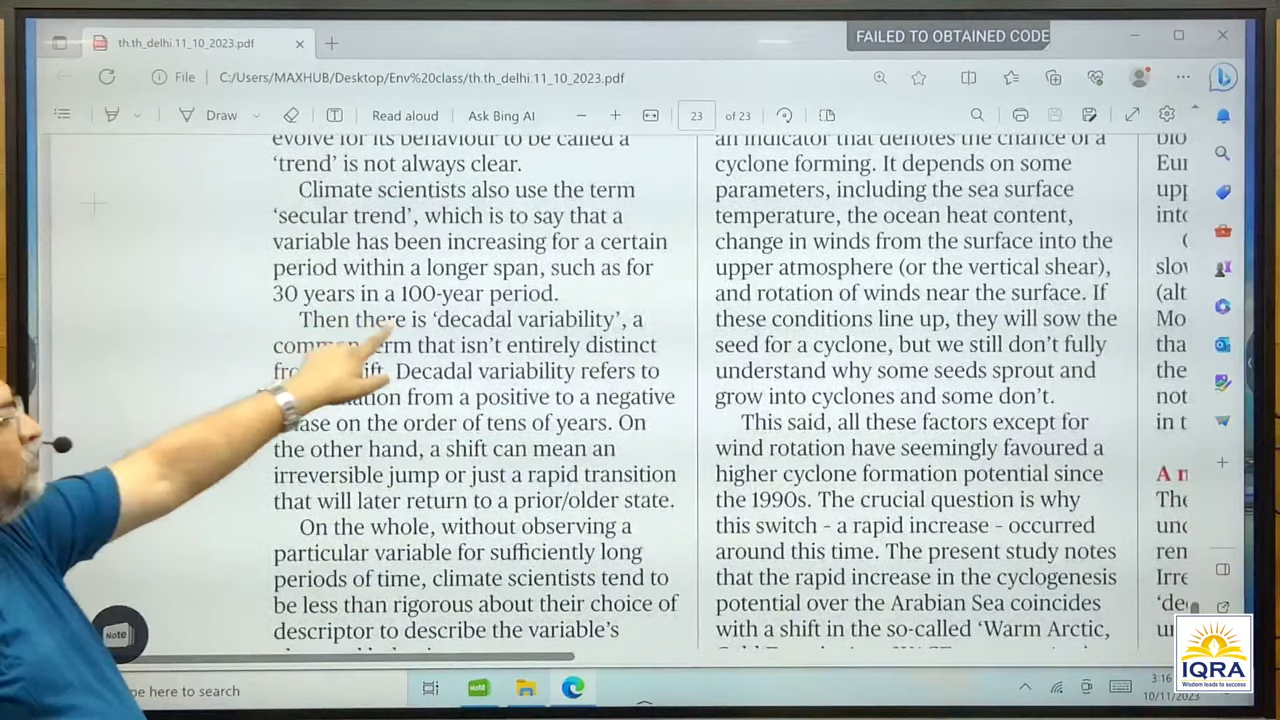 th.th_delhi.11_10_2023.pdf
FAILED TO OBTAINED CODE
File
C:/Users/MAXHUB/Desktop/Env%20class/th.th_delhi.11_10_2023.pdf
Draw
Read aloud
Ask Bing AI
23
of 23
evolve for its behaviour to be called a
‘trend’ is not always clear.
Climate scientists also use the term
‘secular trend’, which is to say that a
variable has been increasing for a certain
period within a longer span, such as for
30 years in a 100-year period.
Then there is ‘decadal variability’, a
that isn’t entirely distinct
Decadal variability refers to
from a positive to a negative
on the order of tens of years. On
the other hand, a shift can mean an
irreversible jump or just a rapid transition
that will later return to a prior/older state.
On the whole, without observing a
particular variable for sufficiently long
periods of time, climate scientists tend to
be less than rigorous about their choice of
descriptor to describe the variable’s
an indicator that denotes the chance of a
cyclone forming. It depends on some
parameters, including the sea surface
temperature, the ocean heat content,
change in winds from the surface into the
upper atmosphere (or the vertical shear),
and rotation of winds near the surface. If
these conditions line up, they will sow the
seed for a cyclone, but we still don’t fully
understand why some seeds sprout and
grow into cyclones and some don’t.
This said, all these factors except for
wind rotation have seemingly favoured a
higher cyclone formation potential since
the 1990s. The crucial question is why
this switch – a rapid increase – occurred
around this time. The present study notes
that the rapid increase in the cyclogenesis
potential over the Arabian Sea coincides
with a shift in the so-called ‘Warm Arctic,
Note
to search
Note
3:16
10/11/2023
IQRA
Wisdom leads to success